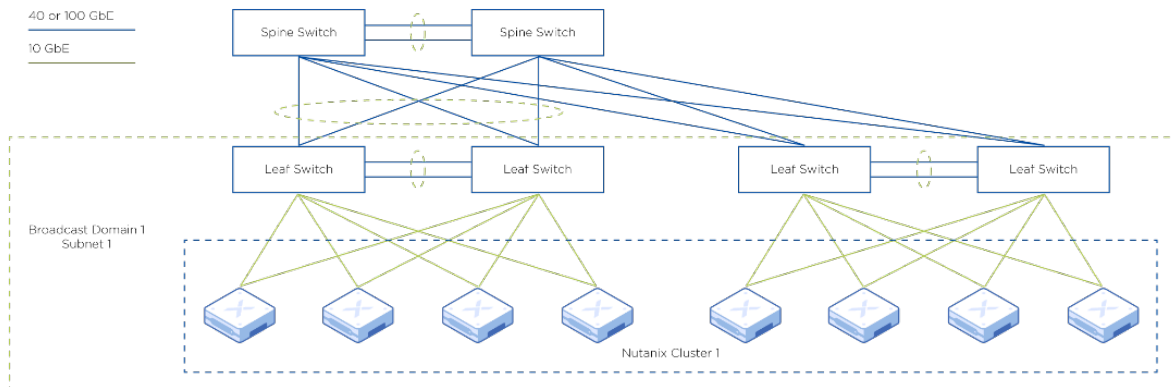 40 or 100 GbE
10 GbE
Spine Switch
Spine Switch
Leaf Switch
Leaf Switch
Leaf Switch
Leaf Switch
Broadcast Domain 1
Subnet 1
Nutanix Cluster 1